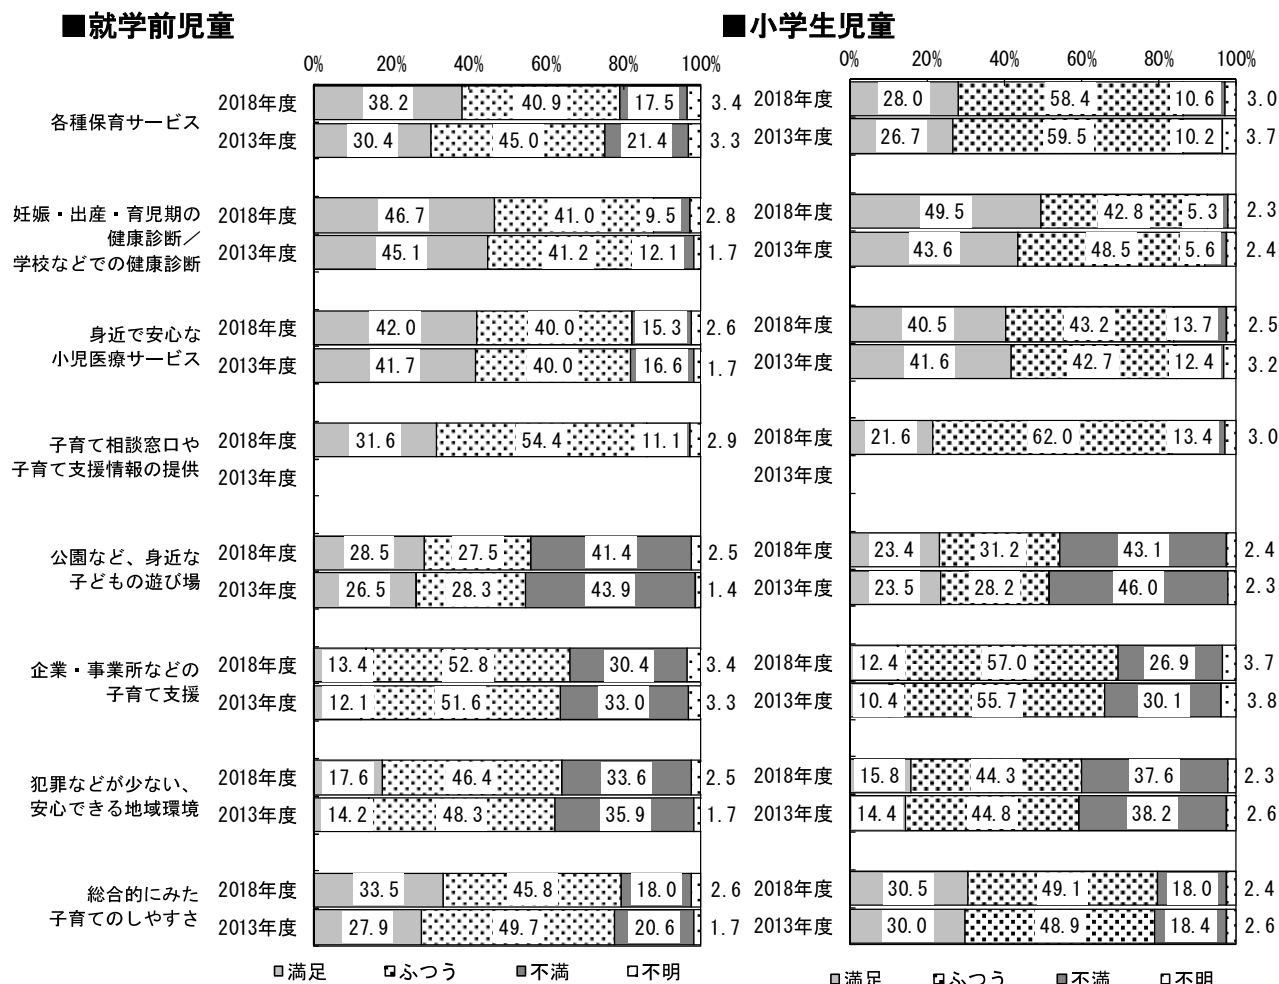 ■就学前児童
0% 20% 40% 60% 80% 100%
各種保育サービス
2018年度 38.2 40.9 17.5 3.4
2013年度 30.4 45.0 21.4 3.3
妊娠・出産・育児期の
健康診断／
学校などでの健康診断
2018年度 46.7 41.0 9.5 2.8
2013年度 45.1 41.2 12.1 1.7
身近で安心な
小児医療サービス
2018年度 42.0 40.0 15.3 2.6
2013年度 41.7 40.0 16.6 1.7
子育て相談窓口や
子育て支援情報の提供
2018年度 31.6 54.4 11.1 2.9
2013年度
公園など、身近な
子どもの遊び場
2018年度 28.5 27.5 41.4 2.5
2013年度 26.5 28.3 43.9 1.4
企業・事業所などの
子育て支援
2018年度 13.4 52.8 30.4 3.4
2013年度 12.1 51.6 33.0 3.3
犯罪などが少ない、
安心できる地域環境
2018年度 17.6 46.4 33.6 2.5
2013年度 14.2 48.3 35.9 1.7
総合的にみた
子育てのしやすさ
2018年度 33.5 45.8 18.0 2.6
2013年度 27.9 49.7 20.6 1.7
満足 ふつう 不満 不明
■小学生児童
0% 20% 40% 60% 80% 100%
2018年度 28.0 58.4 10.6 3.0
2013年度 26.7 59.5 10.2 3.7
2018年度 49.5 42.8 5.3 2.3
2013年度 43.6 48.5 5.6 2.4
2018年度 40.5 43.2 13.7 2.5
2013年度 41.6 42.7 12.4 3.2
2018年度 21.6 62.0 13.4 3.0
2013年度
2018年度 23.4 31.2 43.1 2.4
2013年度 23.5 28.2 46.0 2.3
2018年度 12.4 57.0 26.9 3.7
2013年度 10.4 55.7 30.1 3.8
2018年度 15.8 44.3 37.6 2.3
2013年度 14.4 44.8 38.2 2.6
2018年度 30.5 49.1 18.0 2.4
2013年度 30.0 48.9 18.4 2.6
満足 ふつう 不満 不明